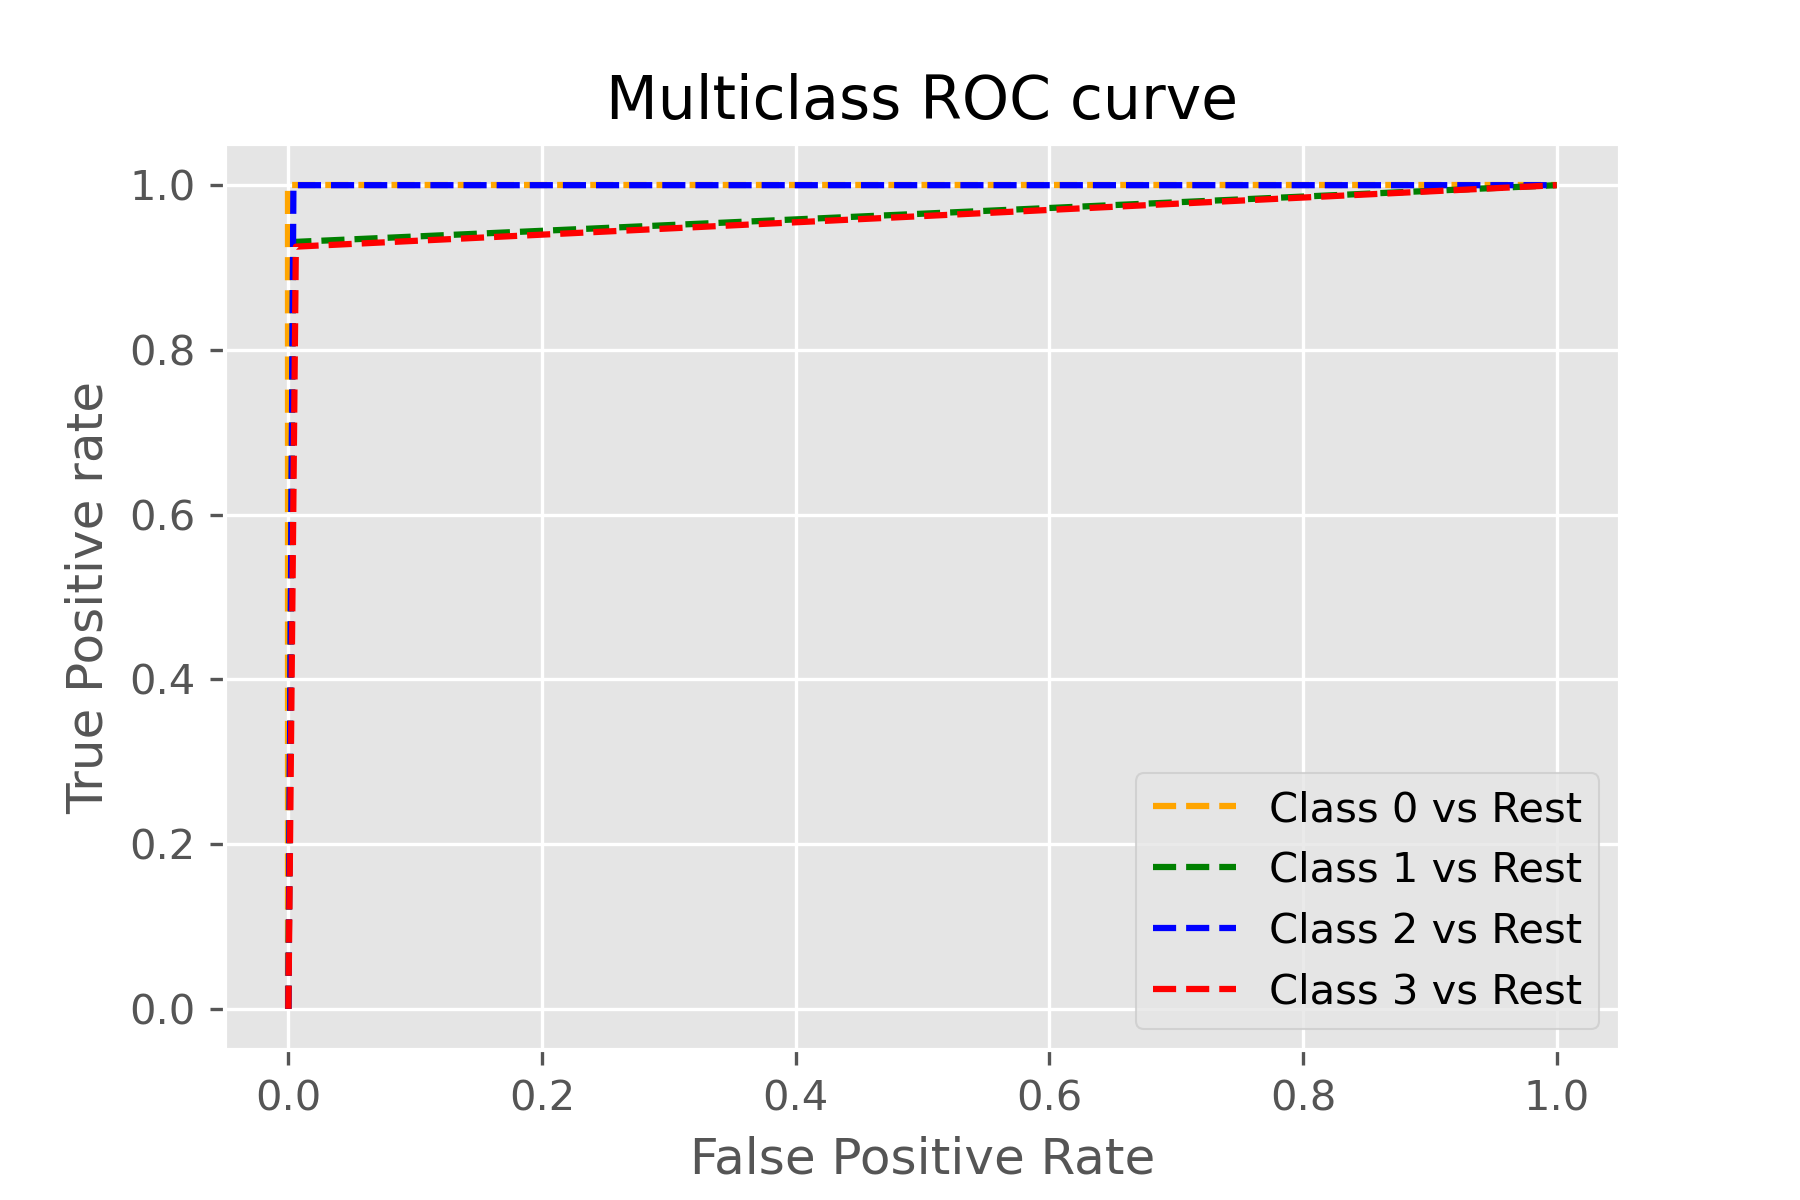 Multiclass ROC curve
True Positive rate
1.0
0.8
0.6
0.4
0.2
0.0
Class 0 vs Rest
Class 1 vs Rest
Class 2 vs Rest
Class 3 vs Rest
0.0 0.2 0.4 0.6 0.8 1.0
False Positive Rate